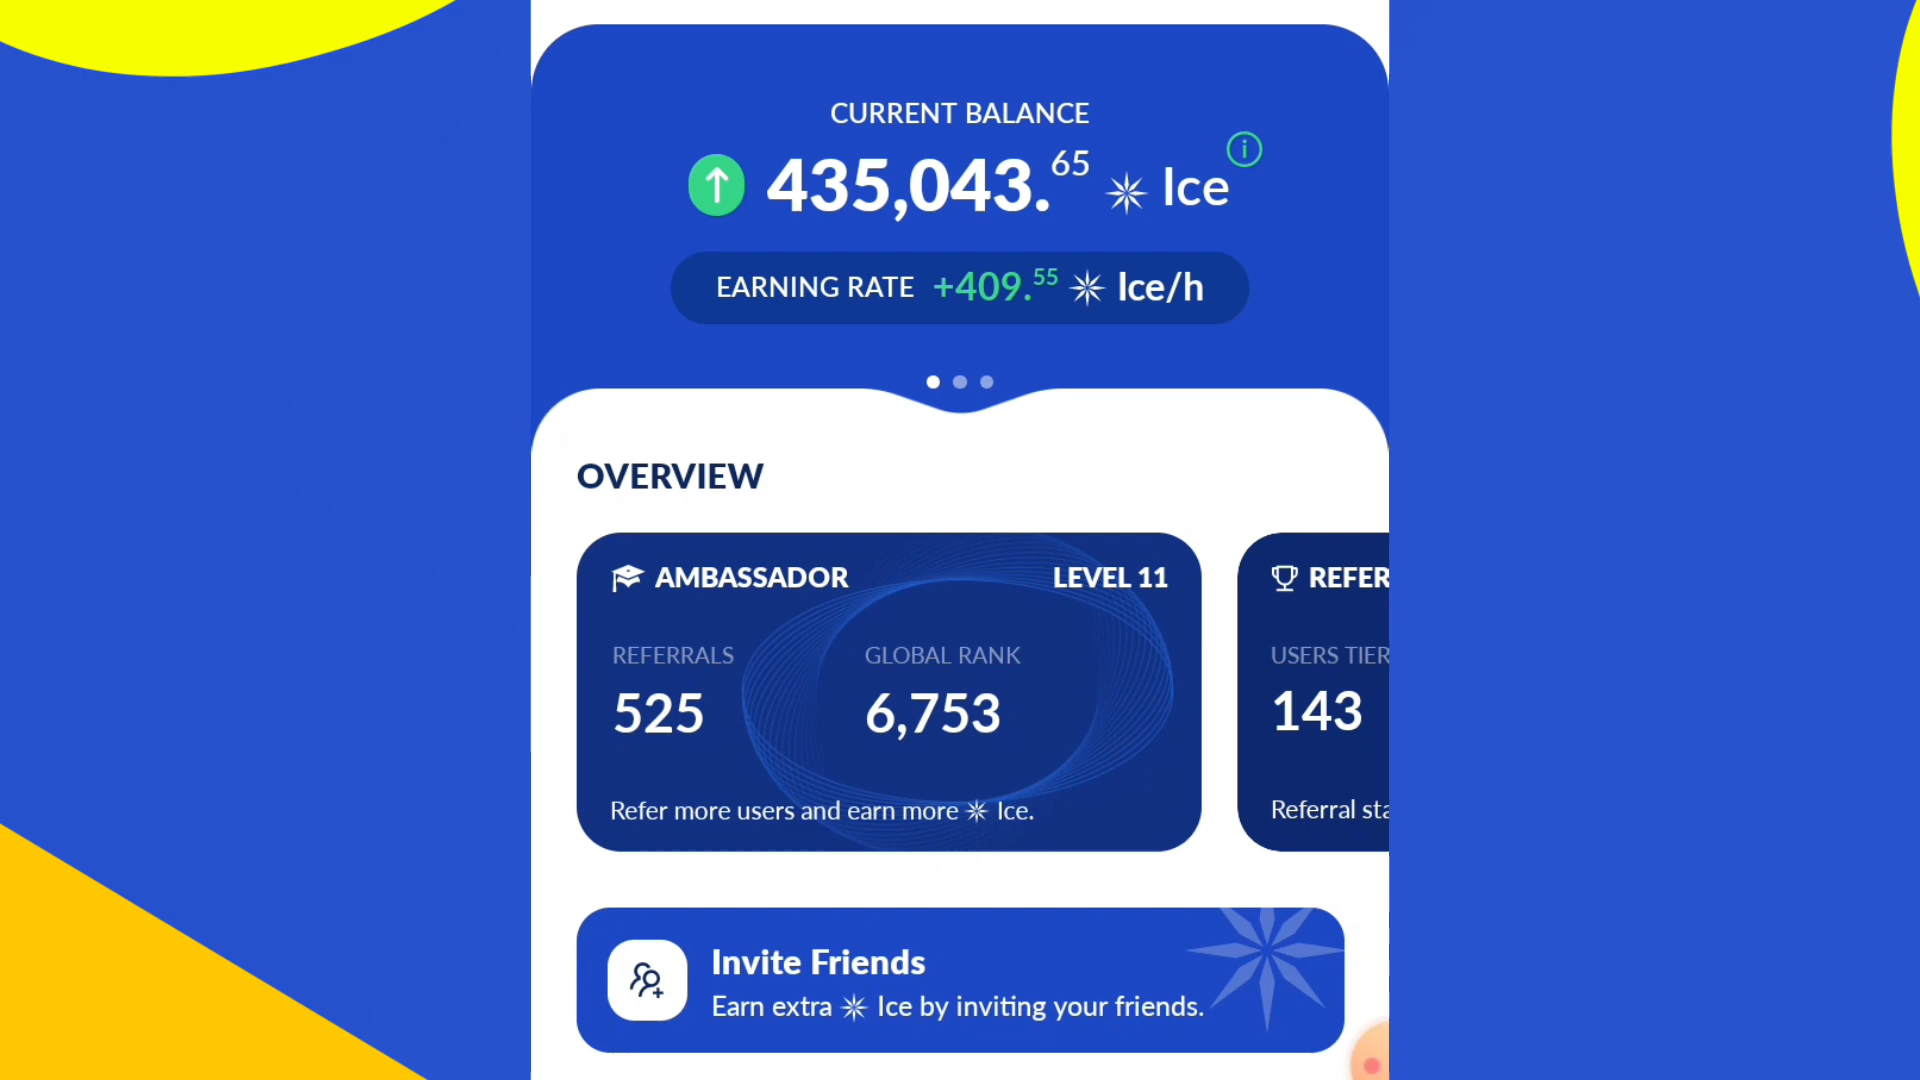 CURRENT BALANCE
435,043.65 Ice
EARNING RATE +409.55 Ice/h
OVERVIEW
AMBASSADOR LEVEL 11
REFERRALS GLOBAL RANK
525 6,753
Refer more users and earn more Ice.
REFER
USERS TIER
143
Referral sta
Invite Friends
Earn extra Ice by inviting your friends.